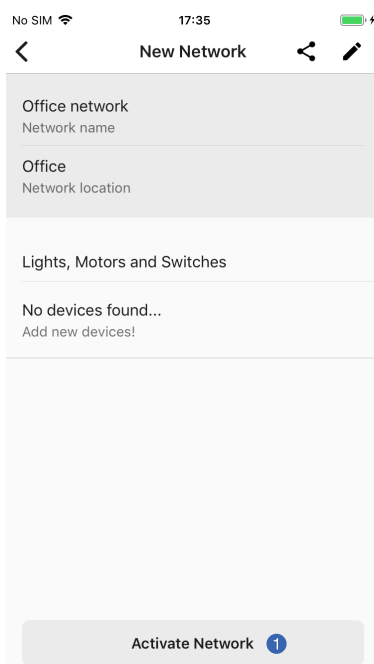 No SIM 17:35
New Network
Office network
Network name
Office
Network location
Lights, Motors and Switches
No devices found...
Add new devices!
Activate Network 1